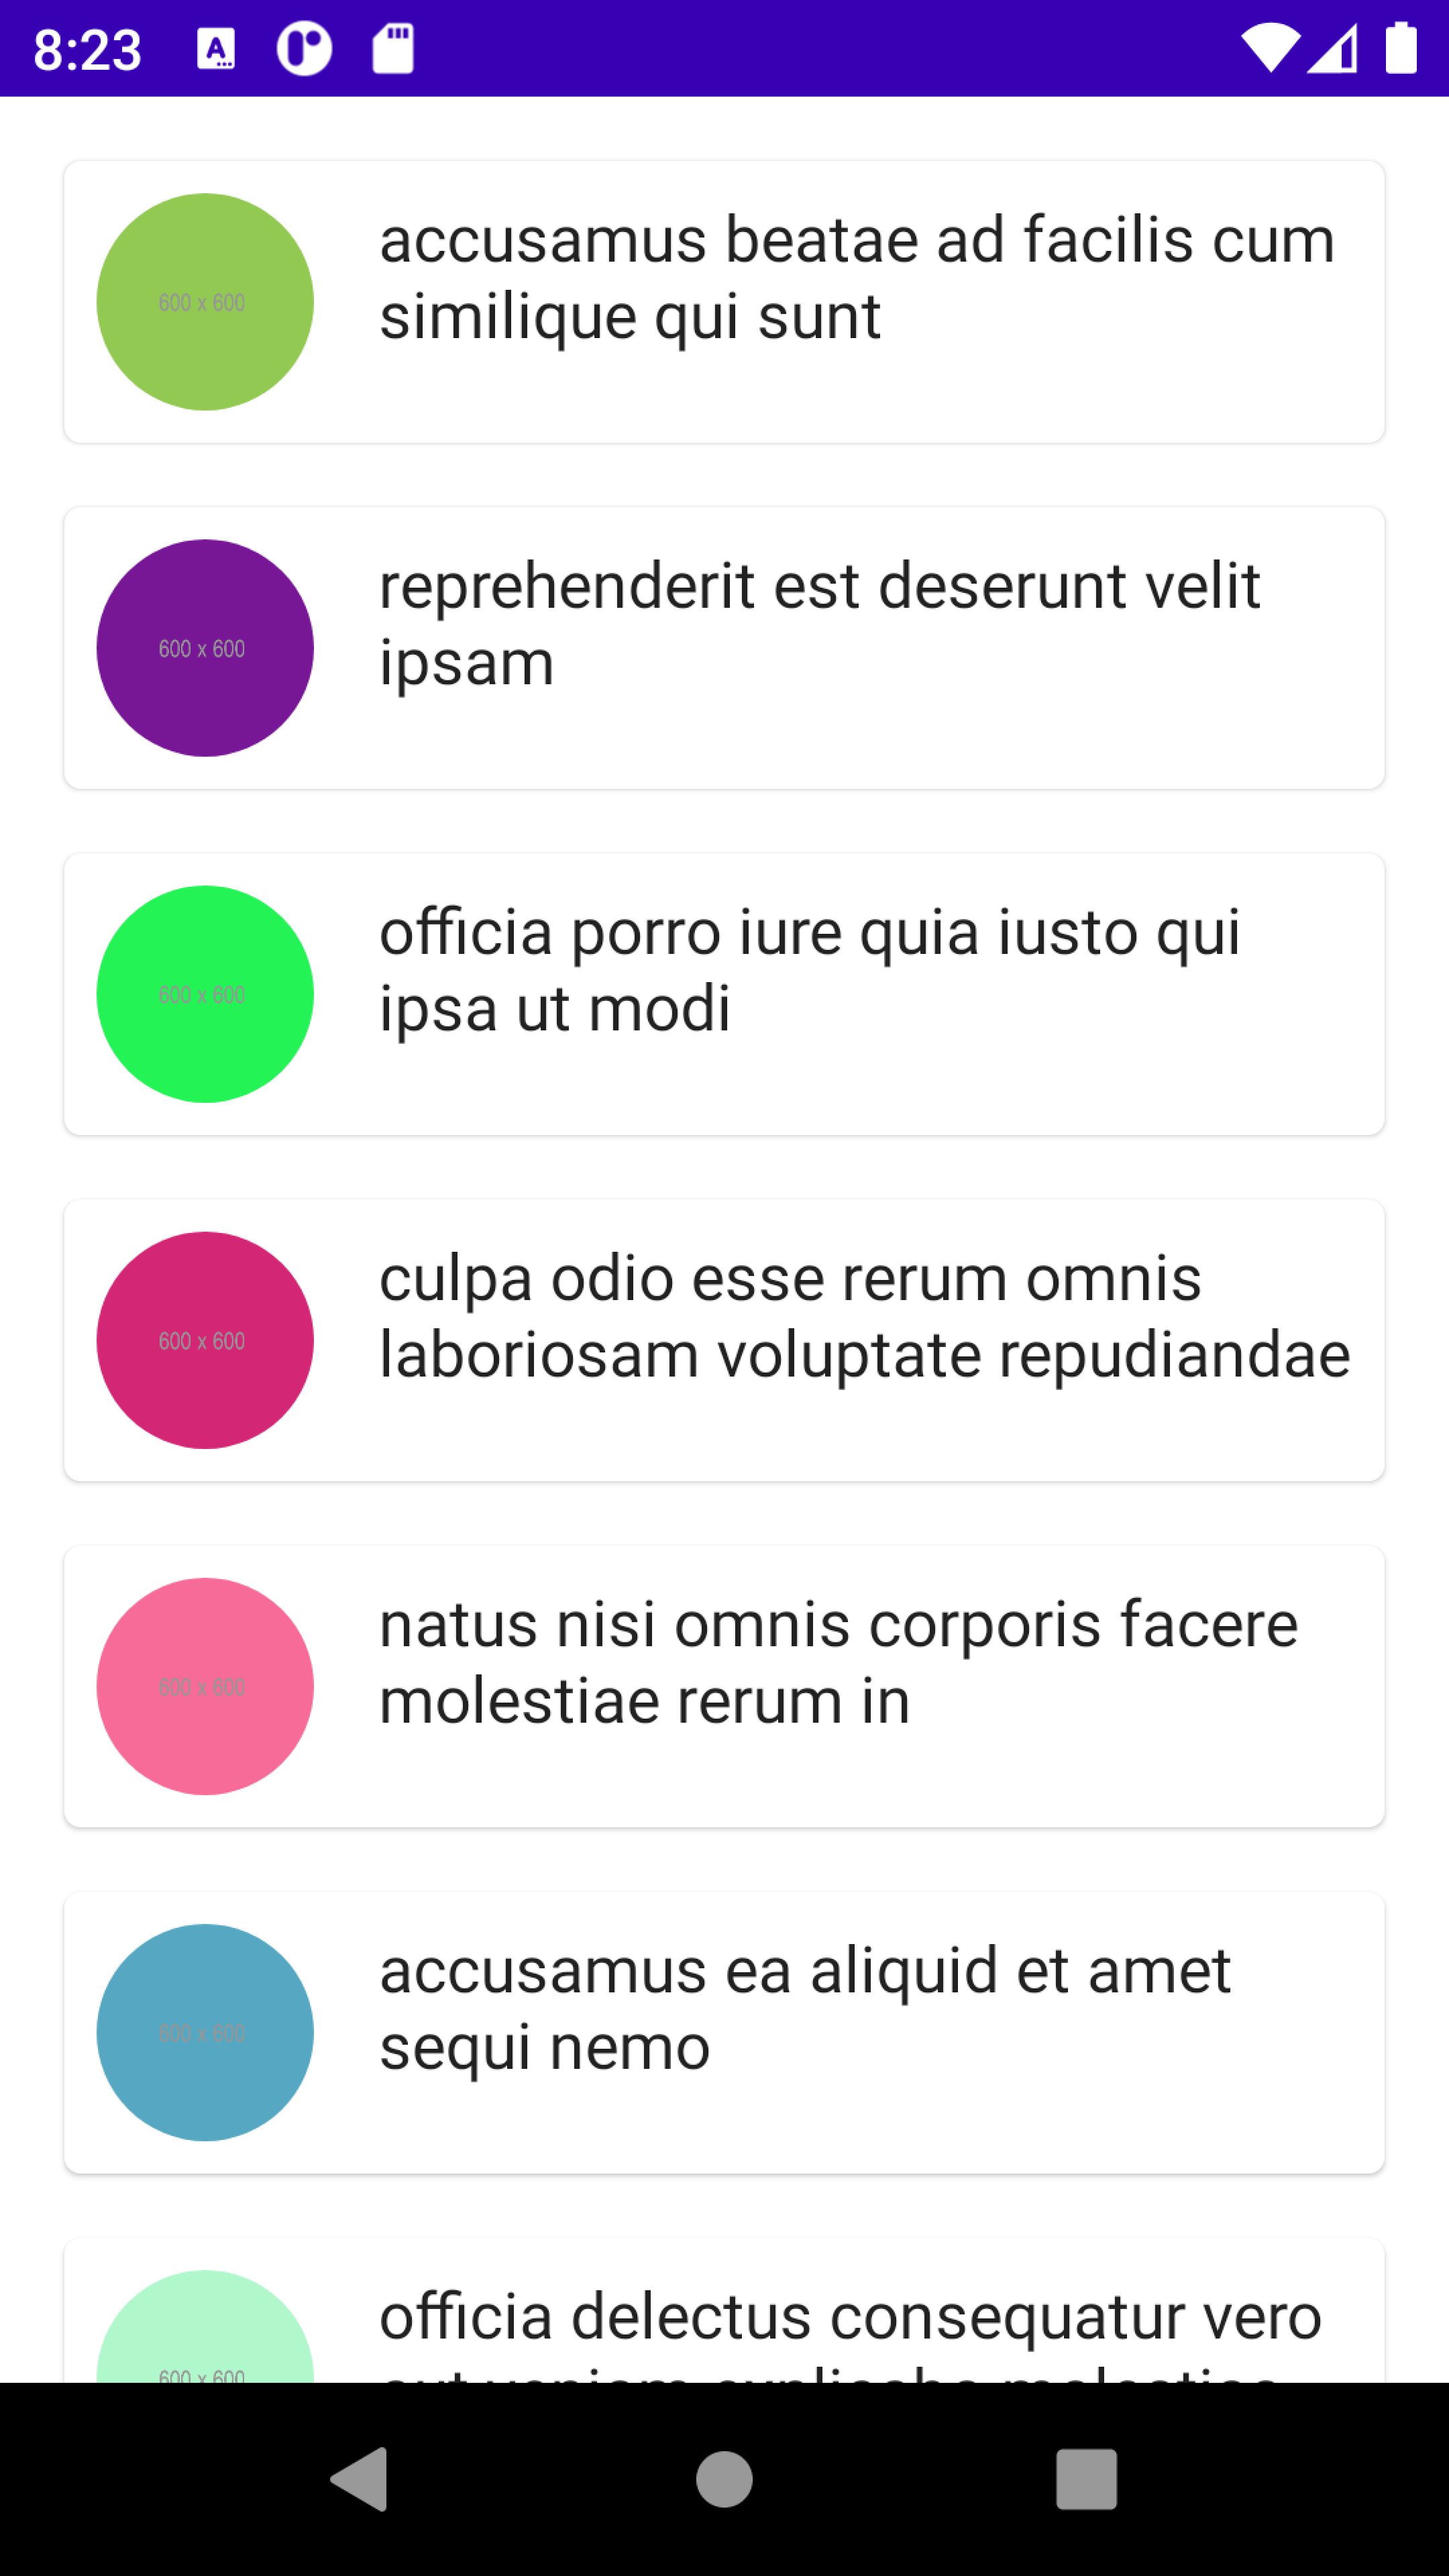 8:23
accusamus beatae ad facilis cum
similique qui sunt
600 x 600
reprehenderit est deserunt velit
ipsam
600 x 600
officia porro iure quia iusto qui
ipsa ut modi
600 x 600
culpa odio esse rerum omnis
laboriosam voluptate repudiandae
600 x 600
natus nisi omnis corporis facere
molestiae rerum in
600 x 600
accusamus ea aliquid et amet
sequi nemo
600 x 600
officia delectus consequatur vero
600 x 600